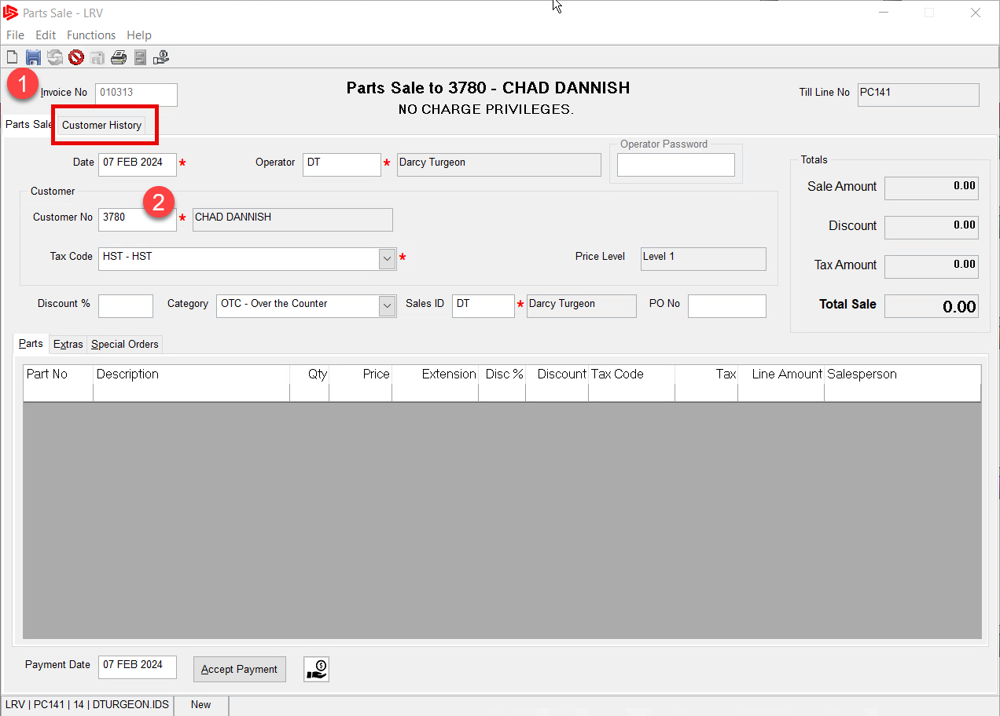 Parts Sale - LRV
File Edit Functions Help
1
Invoice No 010313
Parts Sale to 3780 - CHAD DANNISH
NO CHARGE PRIVILEGES.
Till Line No PC141
Parts Sale Customer History
Date 07 FEB 2024 * Operator DT * Darcy Turgeon
Operator Password
Totals
Sale Amount 0.00
Discount 0.00
Tax Amount 0.00
Total Sale 0.00
Customer
2
Customer No 3780 * CHAD DANNISH
Tax Code HST - HST * Price Level Level 1
Discount % Category OTC - Over the Counter Sales ID DT * Darcy Turgeon PO No
Parts Extras Special Orders
Part No Description Qty Price Extension Disc % Discount Tax Code Tax Line Amount Salesperson
Payment Date 07 FEB 2024 Accept Payment
LRV | PC141 | 14 | DTURGEON.IDS New